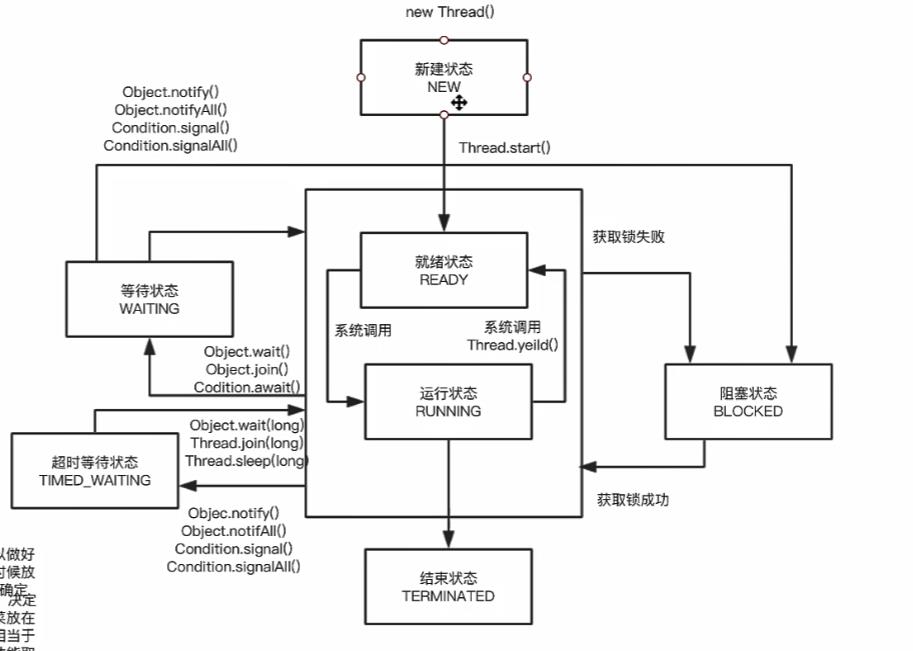 new Thread()
新建状态
NEW
Object.notify()
Object.notifyAll()
Condition.signal()
Condition.signalAll()
Thread.start()
获取锁失败
就绪状态
READY
等待状态
WAITING
系统调用
系统调用
Thread.yeild()
Object.wait()
Object.join()
Codition.await()
运行状态
RUNNING
阻塞状态
BLOCKED
Object.wait(long)
Thread.join(long)
Thread.sleep(long)
超时等待状态
TIMED_WAITING
获取锁成功
Objec.notify()
Object.notifAll()
Condition.signal()
Condition.signalAll()
结束状态
TERMINATED
以做好
时候放
确定
决定
菜放在
相当于